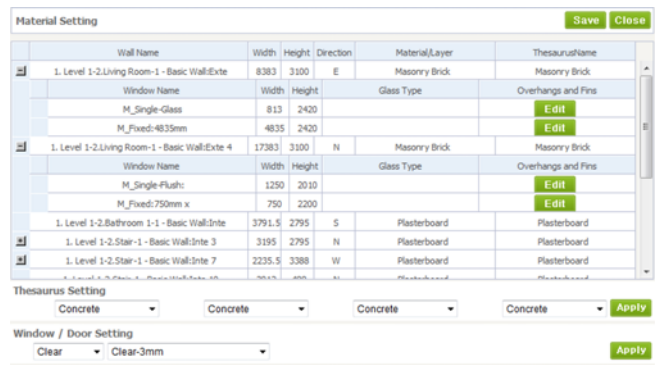 Material Setting Save Close
Wall Name Width Height Direction Material/Layer ThesaurusName
1. Level 1-2.Living Room-1 - Basic Wall:Exte 8383 3100 E Masonry Brick Masonry Brick
Window Name Width Height Glass Type Overhangs and Fins
M_Single-Glass 813 2420 Edit
M_Fixed:4835mm 4835 2420 Edit
1. Level 1-2.Living Room-1 - Basic Wall:Exte 4 17383 3100 N Masonry Brick Masonry Brick
Window Name Width Height Glass Type Overhangs and Fins
M_Single-Flush: 1250 2010 Edit
M_Fixed:750mm x 750 2200 Edit
1. Level 1-2.Bathroom 1-1 - Basic Wall:Inte 3791.5 2795 S Plasterboard Plasterboard
1. Level 1-2.Stair-1 - Basic Wall:Inte 3 3195 2795 N Plasterboard Plasterboard
1. Level 1-2.Stair-1 - Basic Wall:Inte 7 2235.5 3388 W Plasterboard Plasterboard
Thesaurus Setting
Concrete Concrete Concrete Concrete Apply
Window / Door Setting
Clear Clear-3mm Apply